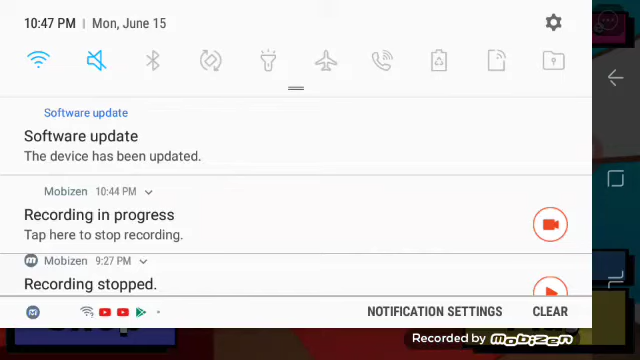 10:47 PM | Mon, June 15
Software update
Software update
The device has been updated.
Mobizen 10:44 PM
Recording in progress
Tap here to stop recording.
Mobizen 9:27 PM
Recording stopped.
NOTIFICATION SETTINGS CLEAR
Recorded by mobizen